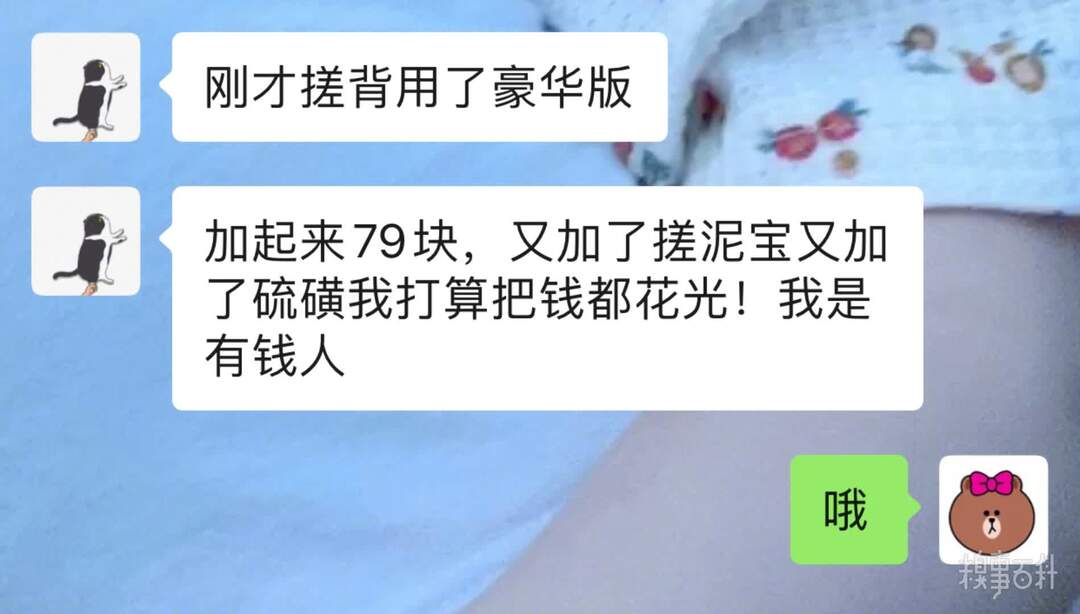 刚才搓背用了豪华版
加起来79块，又加了搓泥宝又加
了硫磺我打算把钱都花光！我是
有钱人
哦
糗事百科